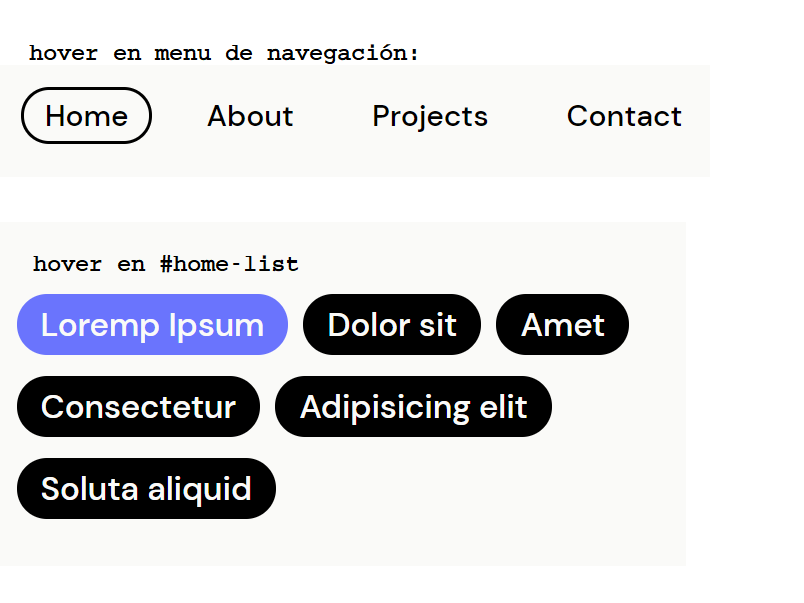 hover en menu de navegación:
Home About Projects Contact
hover en #home-list
Loremp Ipsum Dolor sit Amet
Consectetur Adipisicing elit
Soluta aliquid